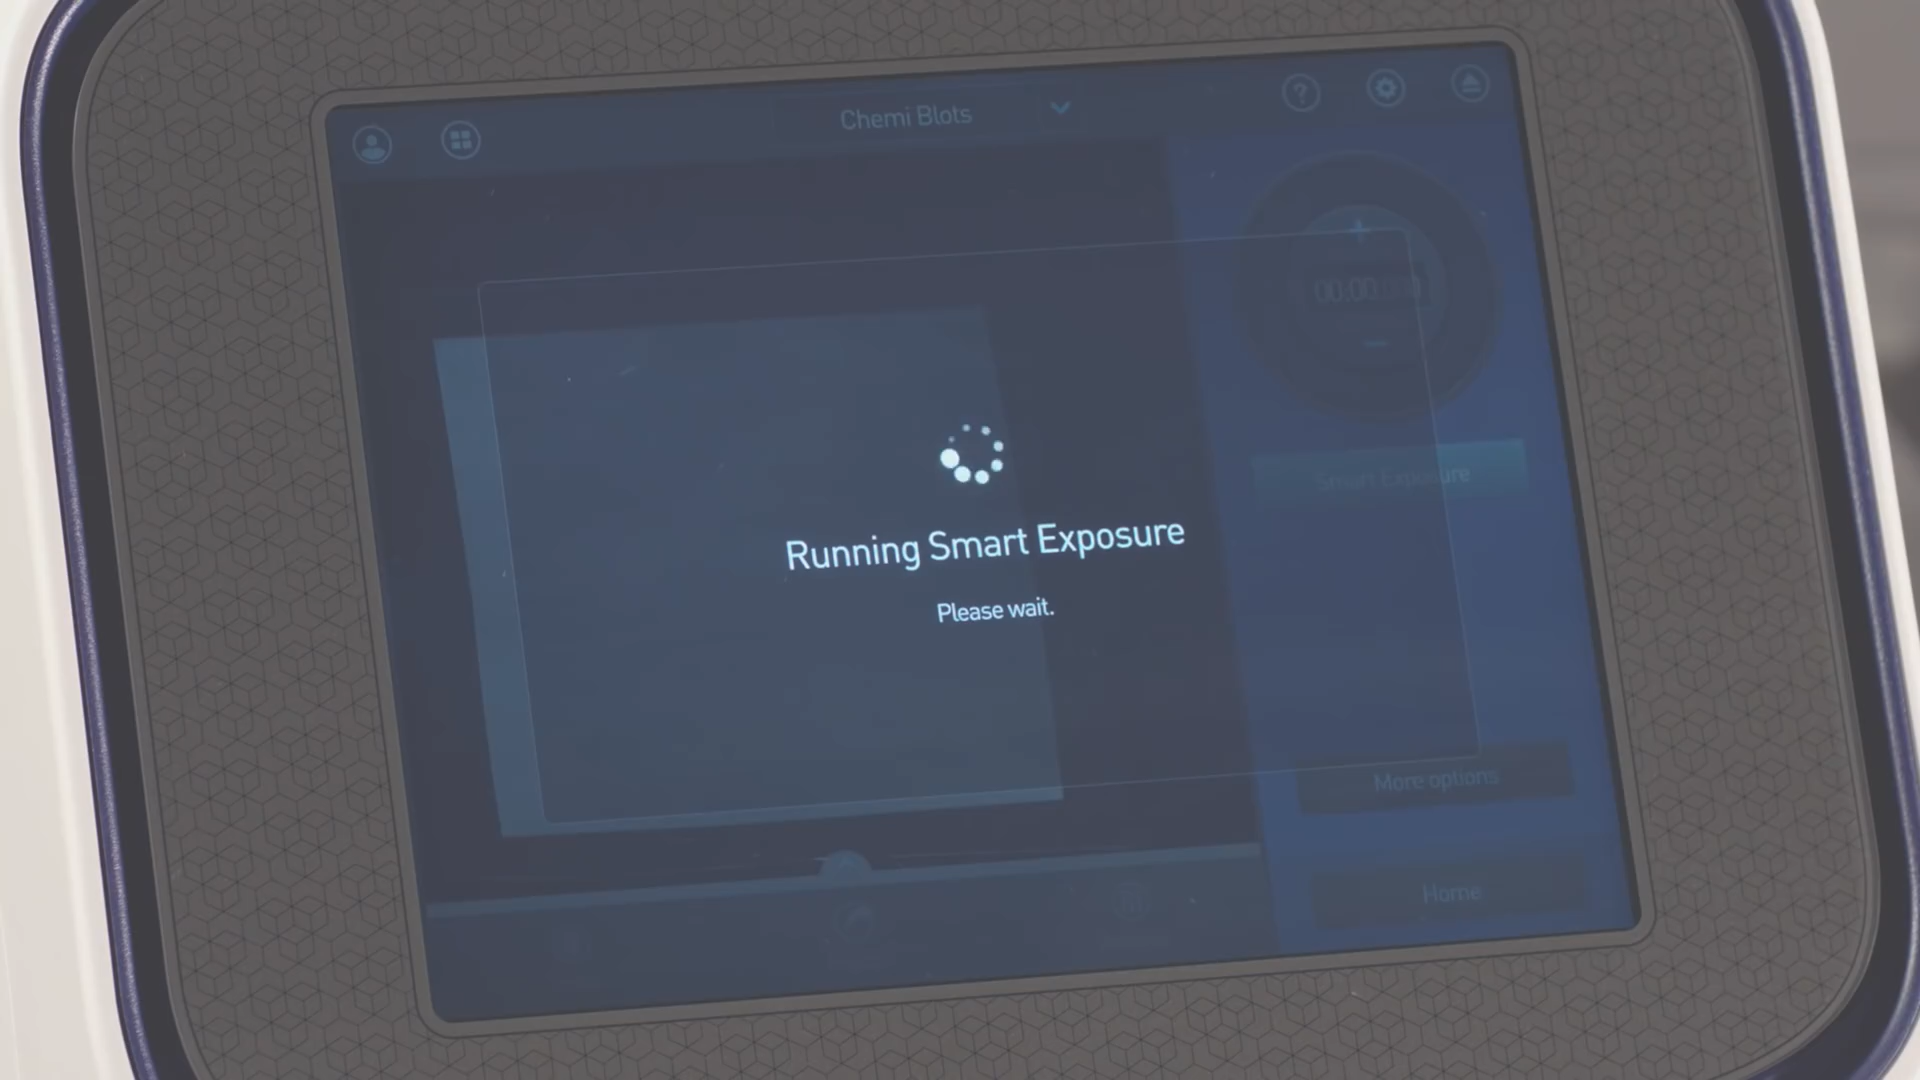 Chemi Blots
Running Smart Exposure
Please wait.
Smart Exposure
More options
Home